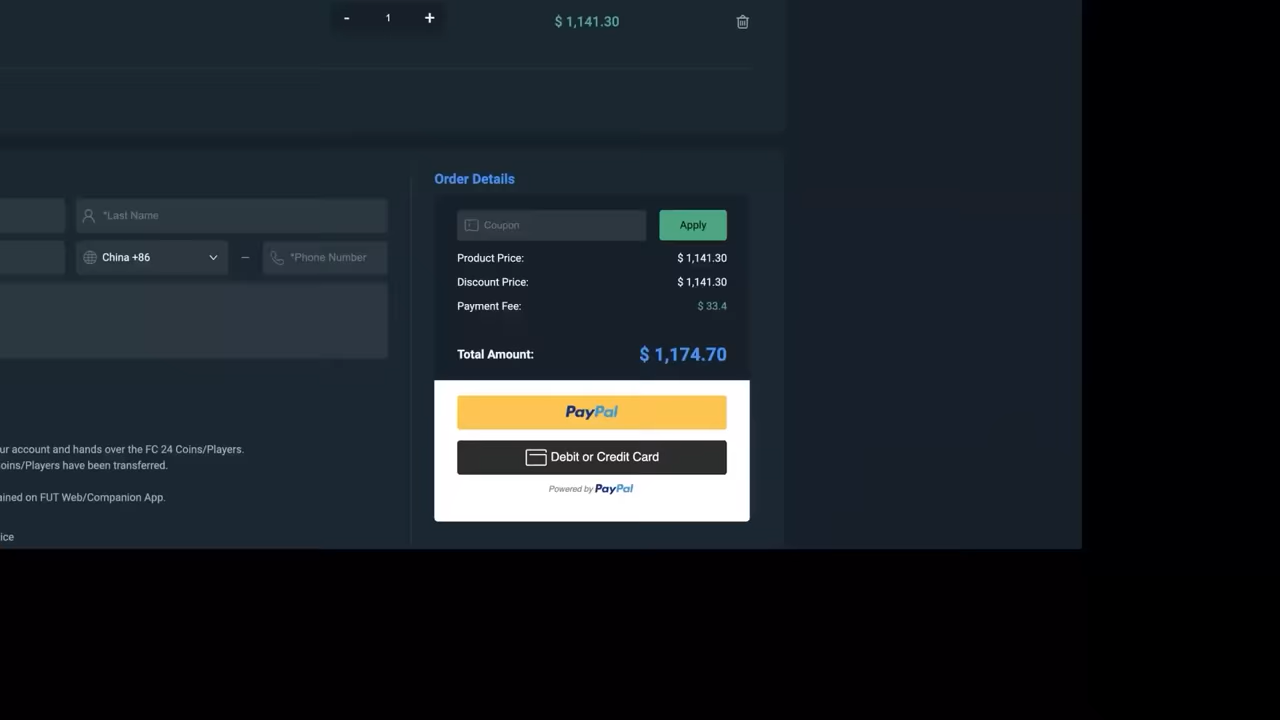 - 1 + $ 1,141.30
Order Details
*Last Name
Coupon Apply
China +86 – *Phone Number
Product Price: $ 1,141.30
Discount Price: $ 1,141.30
Payment Fee: $ 33.4
Total Amount: $ 1,174.70
PayPal
Debit or Credit Card
Powered by PayPal
ur account and hands over the FC 24 Coins/Players.
oins/Players have been transferred.
ained on FUT Web/Companion App.
ice